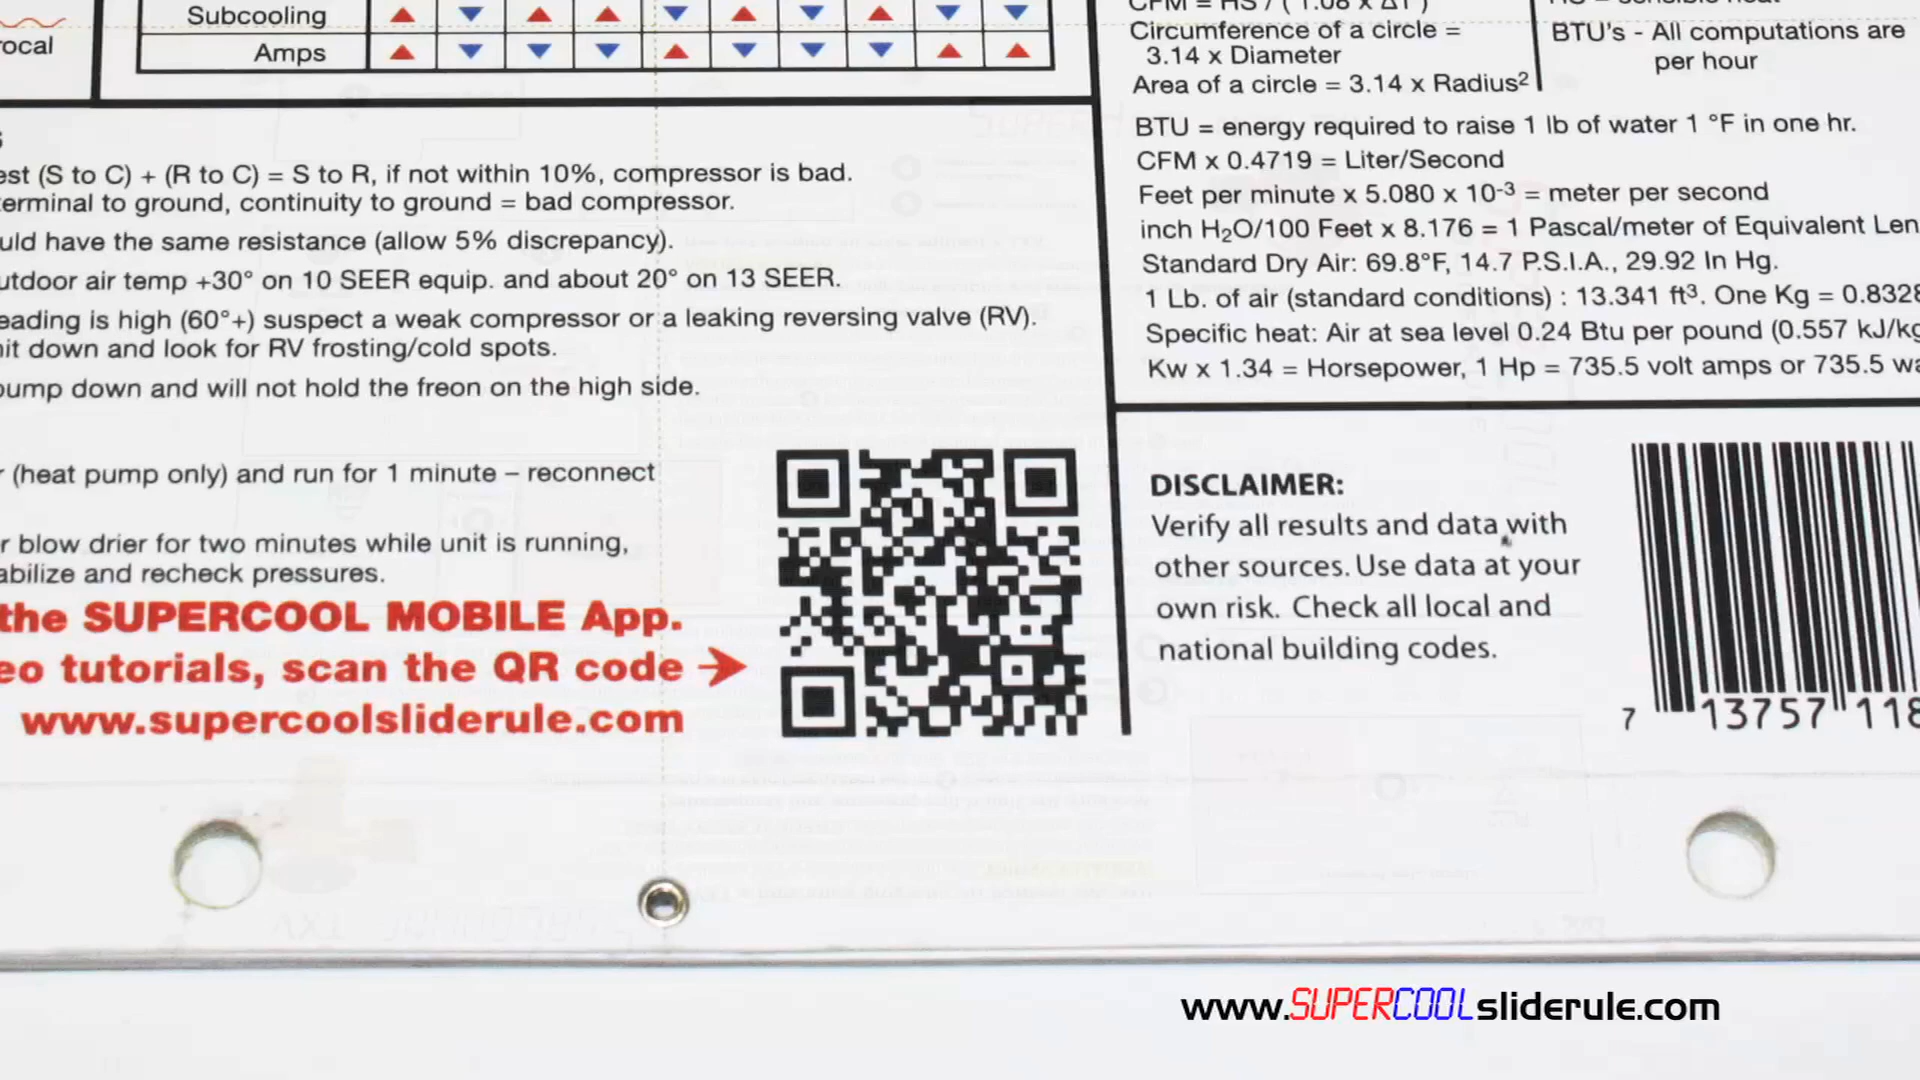 Subcooling
Amps
rocal
est (S to C) + (R to C) = S to R, if not within 10%, compressor is bad.
terminal to ground, continuity to ground = bad compressor.
uld have the same resistance (allow 5% discrepancy).
utdoor air temp +30° on 10 SEER equip. and about 20° on 13 SEER.
eading is high (60°+) suspect a weak compressor or a leaking reversing valve (RV).
nit down and look for RV frosting/cold spots.
pump down and will not hold the freon on the high side.
r (heat pump only) and run for 1 minute – reconnect
r blow drier for two minutes while unit is running,
abilize and recheck pressures.
the SUPERCOOL MOBILE App.
eo tutorials, scan the QR code
www.supercoolsliderule.com
CFM = HS / ( 1.08 x ΔT )
Circumference of a circle =
3.14 x Diameter
Area of a circle = 3.14 x Radius²
BTU's - All computations are
per hour
BTU = energy required to raise 1 lb of water 1 °F in one hr.
CFM x 0.4719 = Liter/Second
Feet per minute x 5.080 x 10⁻³ = meter per second
inch H₂O/100 Feet x 8.176 = 1 Pascal/meter of Equivalent Len
Standard Dry Air: 69.8°F, 14.7 P.S.I.A., 29.92 In Hg.
1 Lb. of air (standard conditions) : 13.341 ft³. One Kg = 0.8328
Specific heat: Air at sea level 0.24 Btu per pound (0.557 kJ/kg
Kw x 1.34 = Horsepower, 1 Hp = 735.5 volt amps or 735.5 wa
DISCLAIMER:
Verify all results and data with
other sources. Use data at your
own risk. Check all local and
national building codes.
7 13757 118
www.SUPERCOOLsliderule.com